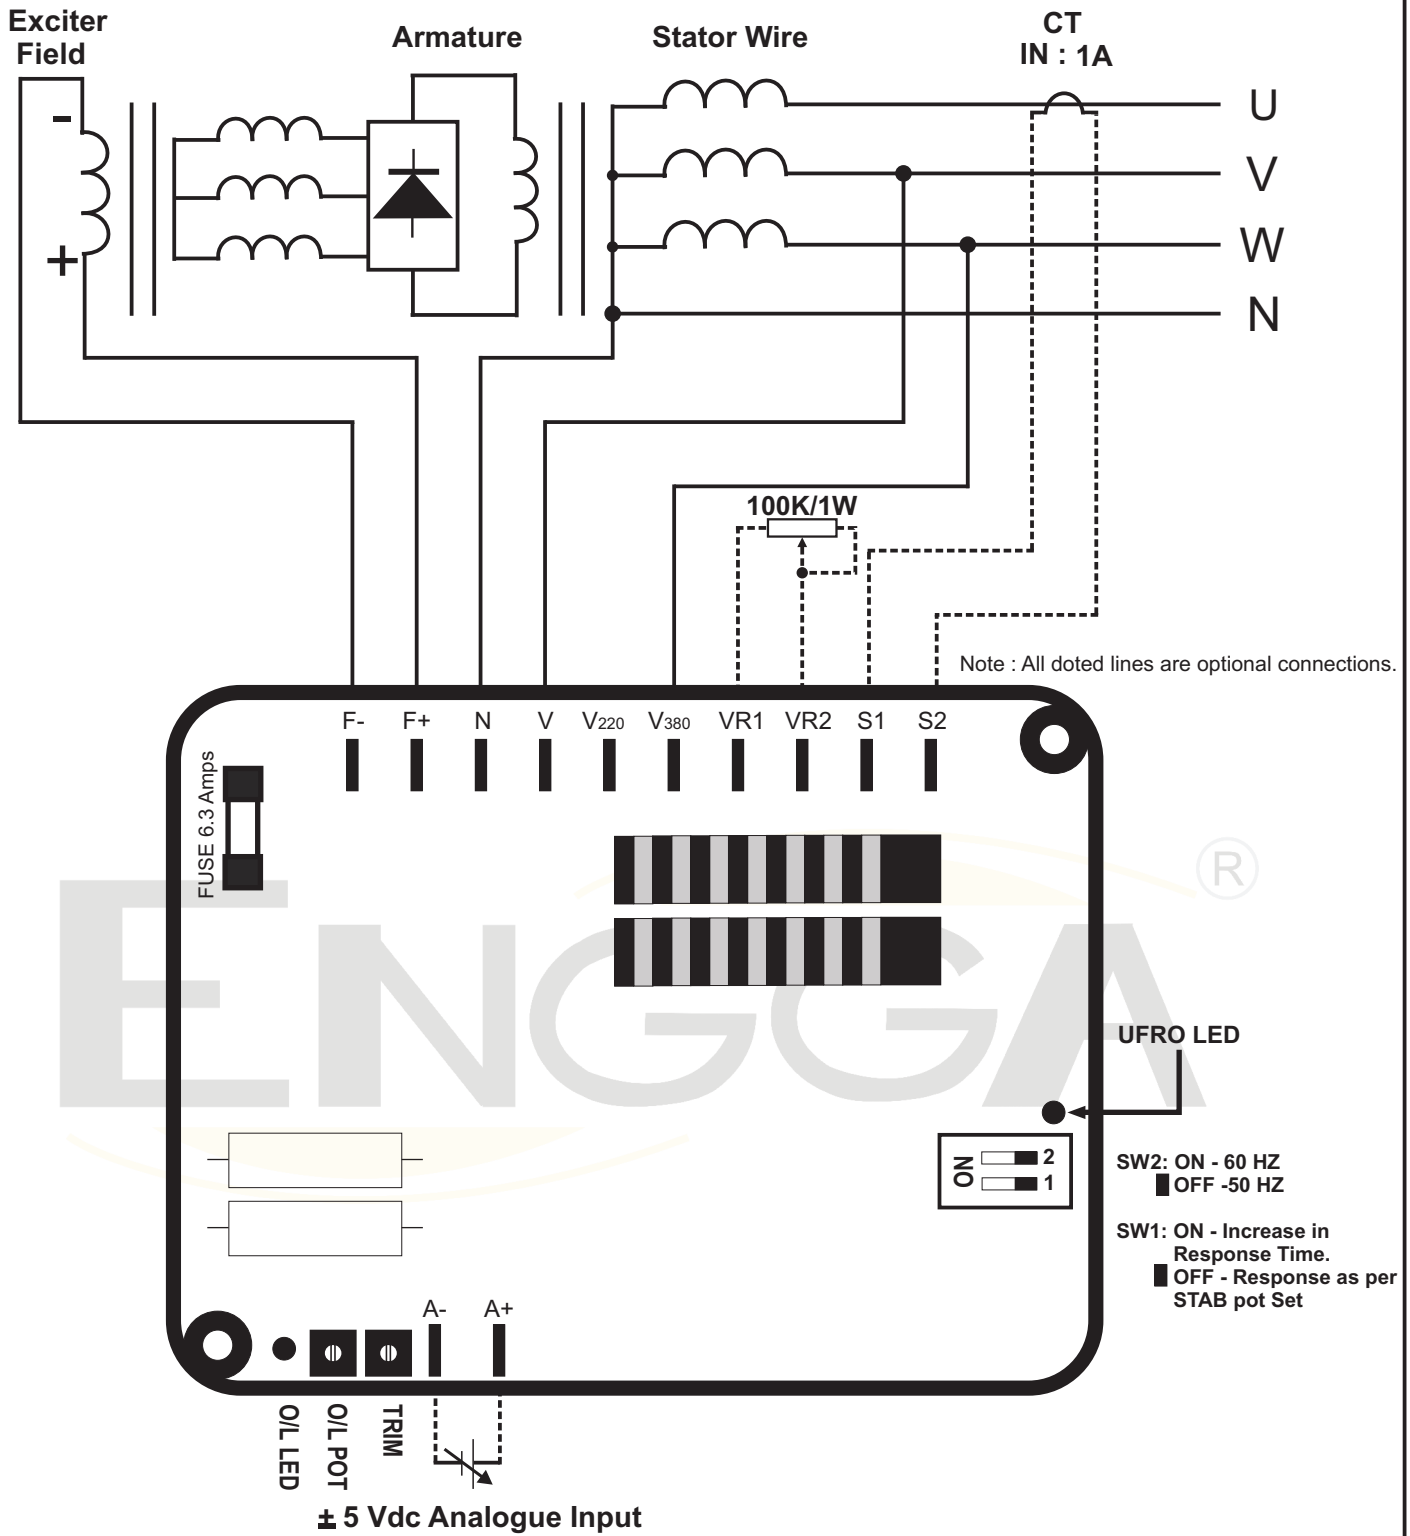 Exciter
Field
Armature
Stator Wire
CT
IN : 1A
-
+
U
V
W
N
100K/1W
Note : All doted lines are optional connections.
F-
F+
N
V
V220
V380
VR1
VR2
S1
S2
FUSE 6.3 Amps
ENGGA
®
UFRO LED
ON
2
1
SW2: ON - 60 HZ
OFF -50 HZ
SW1: ON - Increase in
Response Time.
OFF - Response as per
STAB pot Set
A-
A+
O/L LED
O/L POT
TRIM
± 5 Vdc Analogue Input